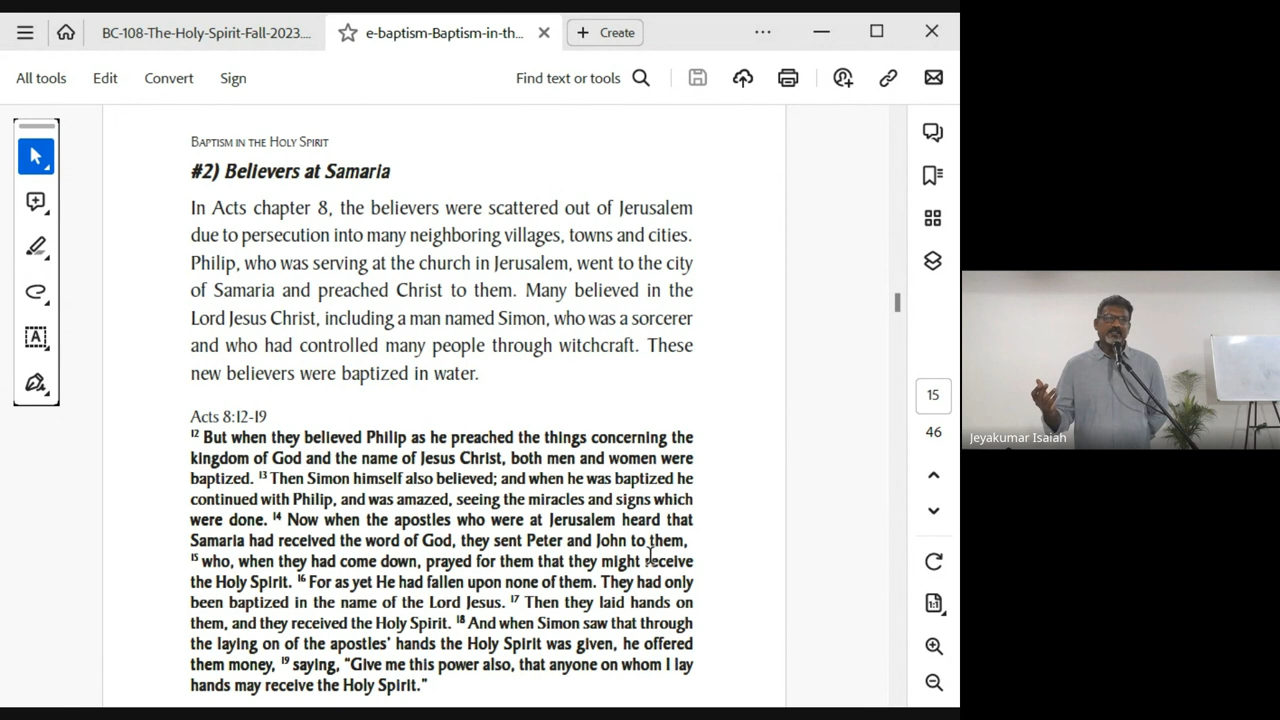 BC-108-The-Holy-Spirit-Fall-2023....
e-baptism-Baptism-in-th...
Create
All tools
Edit
Convert
Sign
Find text or tools
BAPTISM IN THE HOLY SPIRIT
#2) Believers at Samaria
In Acts chapter 8, the believers were scattered out of Jerusalem
due to persecution into many neighboring villages, towns and cities.
Philip, who was serving at the church in Jerusalem, went to the city
of Samaria and preached Christ to them. Many believed in the
Lord Jesus Christ, including a man named Simon, who was a sorcerer
and who had controlled many people through witchcraft. These
new believers were baptized in water.
Acts 8:12-19
12 But when they believed Philip as he preached the things concerning the
kingdom of God and the name of Jesus Christ, both men and women were
baptized. 13 Then Simon himself also believed; and when he was baptized he
continued with Philip, and was amazed, seeing the miracles and signs which
were done. 14 Now when the apostles who were at Jerusalem heard that
Samaria had received the word of God, they sent Peter and John to them,
15 who, when they had come down, prayed for them that they might receive
the Holy Spirit. 16 For as yet He had fallen upon none of them. They had only
been baptized in the name of the Lord Jesus. 17 Then they laid hands on
them, and they received the Holy Spirit. 18 And when Simon saw that through
the laying on of the apostles' hands the Holy Spirit was given, he offered
them money, 19 saying, "Give me this power also, that anyone on whom I lay
hands may receive the Holy Spirit."
15
46
1:1
Jeyakumar Isaiah